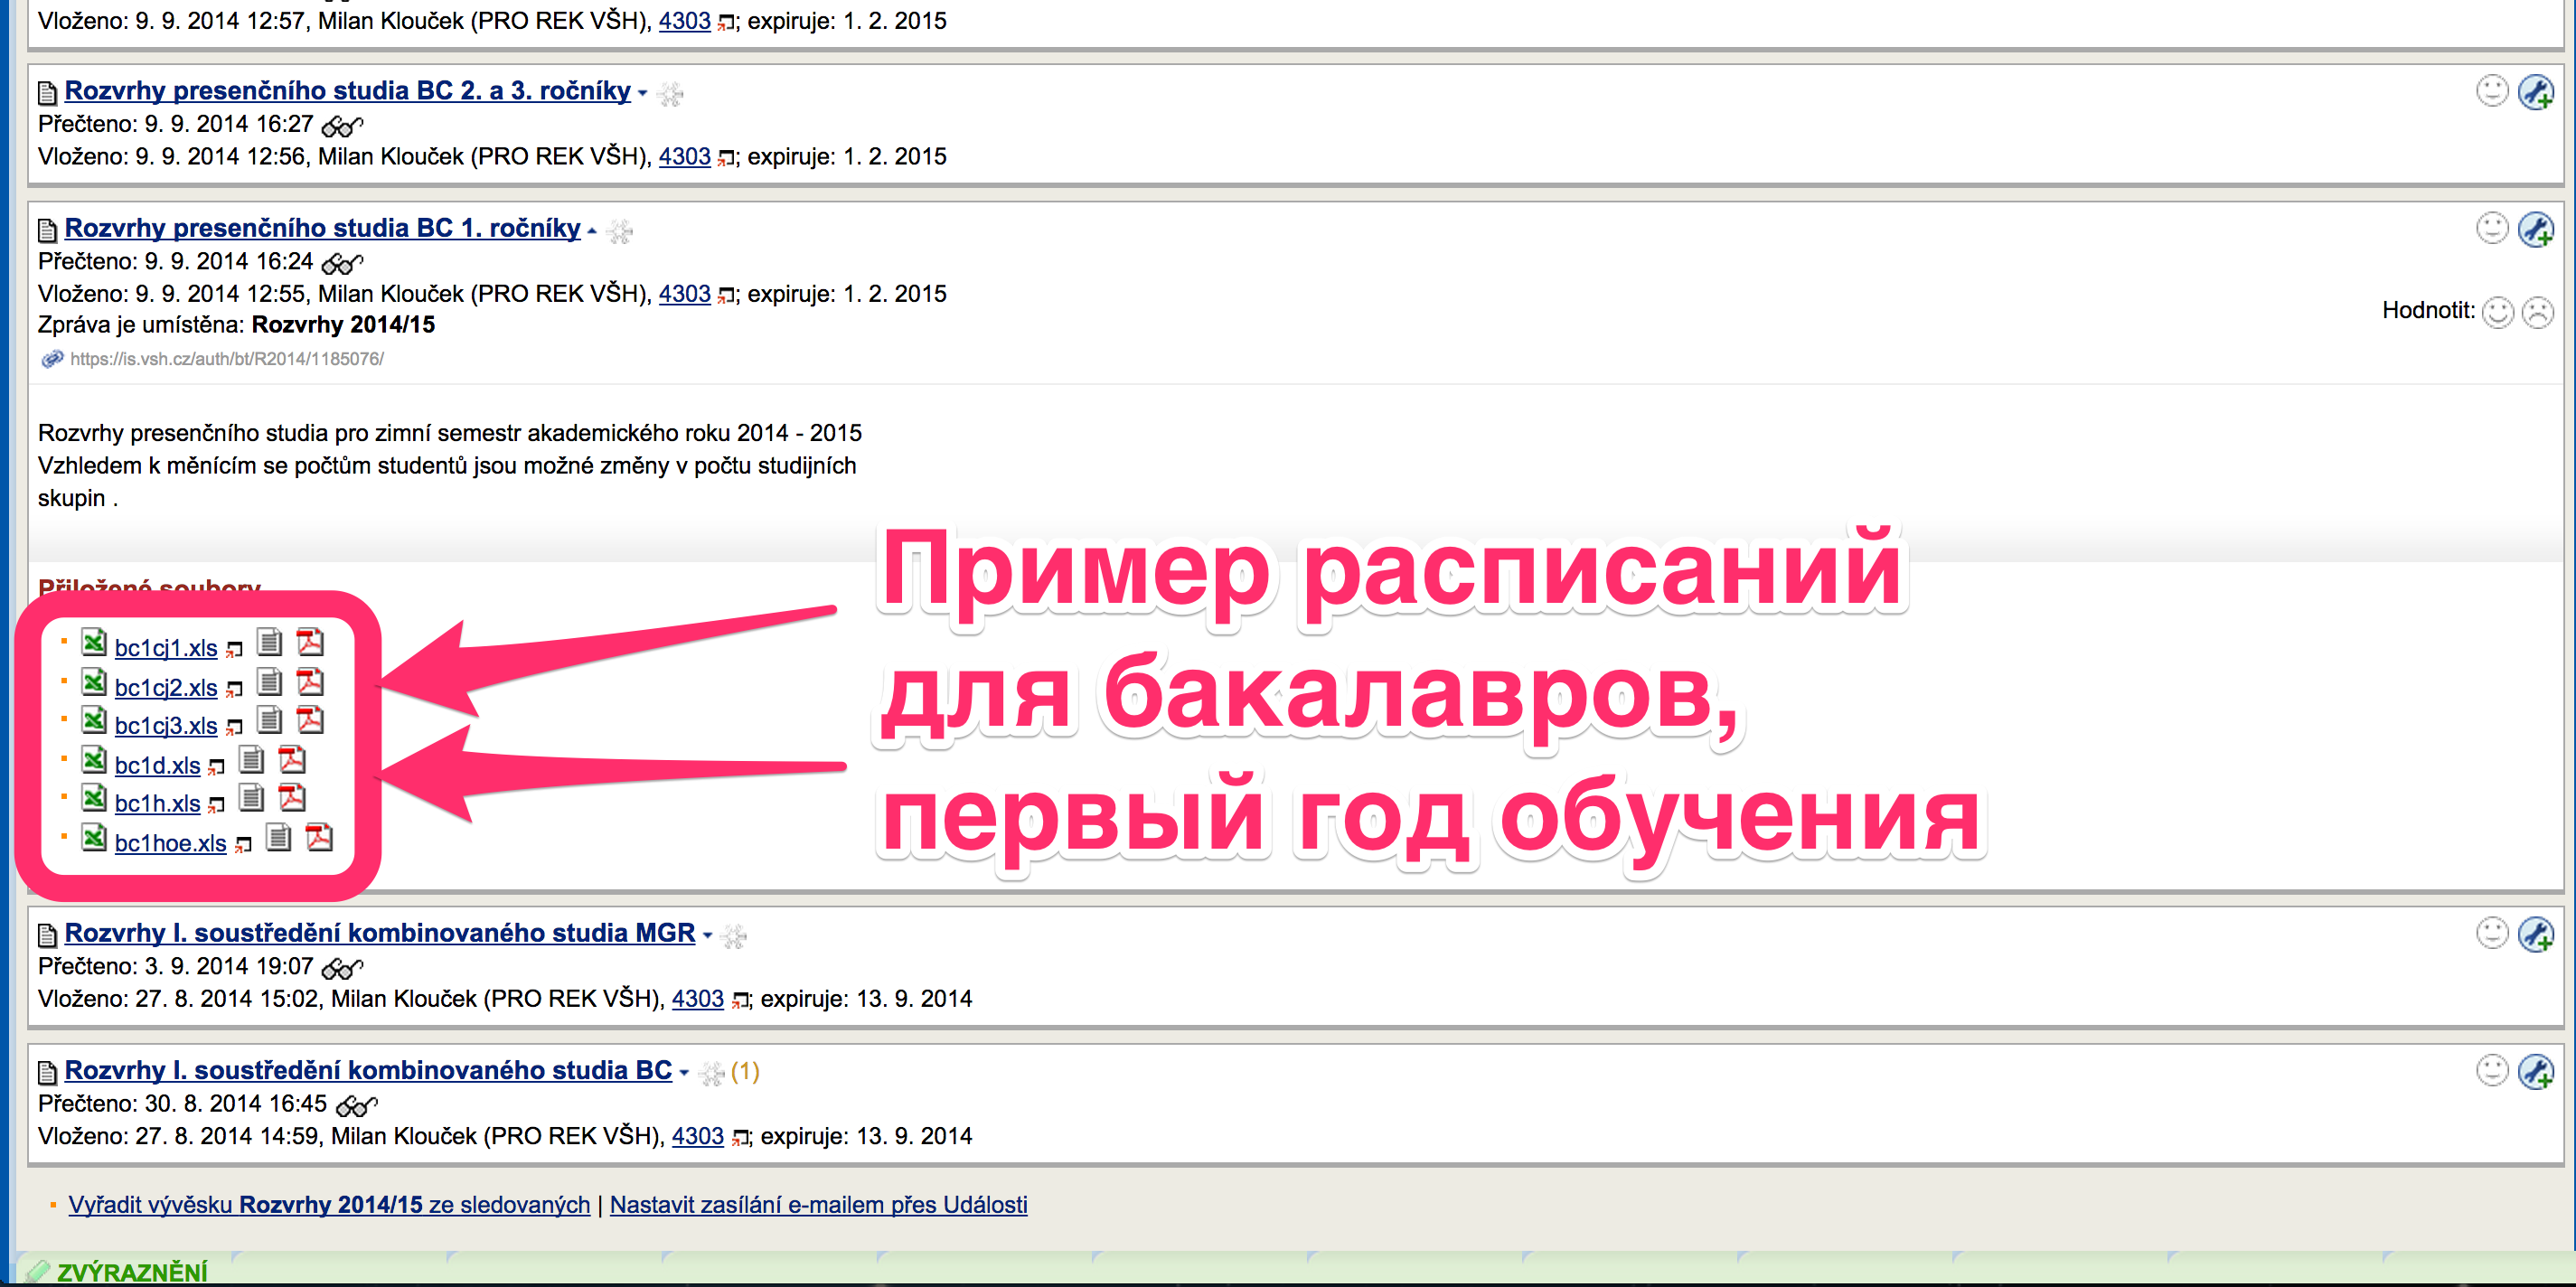 Vloženo: 9. 9. 2014 12:57, Milan Klouček (PRO REK VŠH), 4303 ; expiruje: 1. 2. 2015
Rozvrhy presenčního studia BC 2. a 3. ročníky
Přečteno: 9. 9. 2014 16:27
Vloženo: 9. 9. 2014 12:56, Milan Klouček (PRO REK VŠH), 4303 ; expiruje: 1. 2. 2015
Rozvrhy presenčního studia BC 1. ročníky
Přečteno: 9. 9. 2014 16:24
Vloženo: 9. 9. 2014 12:55, Milan Klouček (PRO REK VŠH), 4303 ; expiruje: 1. 2. 2015
Hodnotit:
Zpráva je umístěna: Rozvrhy 2014/15
https://is.vsh.cz/auth/bt/R2014/1185076/
Rozvrhy presenčního studia pro zimní semestr akademického roku 2014 - 2015
Vzhledem k měnícím se počtům studentů jsou možné změny v počtu studijních
skupin .
Přiložené soubory
bc1cj1.xls
bc1cj2.xls
bc1cj3.xls
bc1d.xls
bc1h.xls
bc1hoe.xls
Пример расписаний
для бакалавров,
первый год обучения
Rozvrhy I. soustředění kombinovaného studia MGR
Přečteno: 3. 9. 2014 19:07
Vloženo: 27. 8. 2014 15:02, Milan Klouček (PRO REK VŠH), 4303 ; expiruje: 13. 9. 2014
Rozvrhy I. soustředění kombinovaného studia BC (1)
Přečteno: 30. 8. 2014 16:45
Vloženo: 27. 8. 2014 14:59, Milan Klouček (PRO REK VŠH), 4303 ; expiruje: 13. 9. 2014
Vyřadit vývěsku Rozvrhy 2014/15 ze sledovaných | Nastavit zasílání e-mailem přes Události
ZVÝRAZNĚNÍ